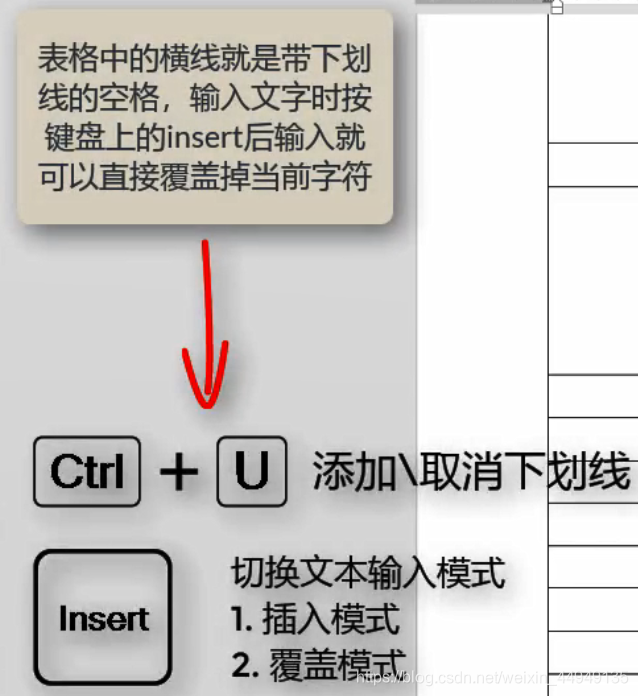 表格中的横线就是带下划
线的空格，输入文字时按
键盘上的insert后输入就
可以直接覆盖掉当前字符
Ctrl + U 添加\取消下划线
Insert
切换文本输入模式
1. 插入模式
2. 覆盖模式
https://blog.csdn.net/weixin_44949135